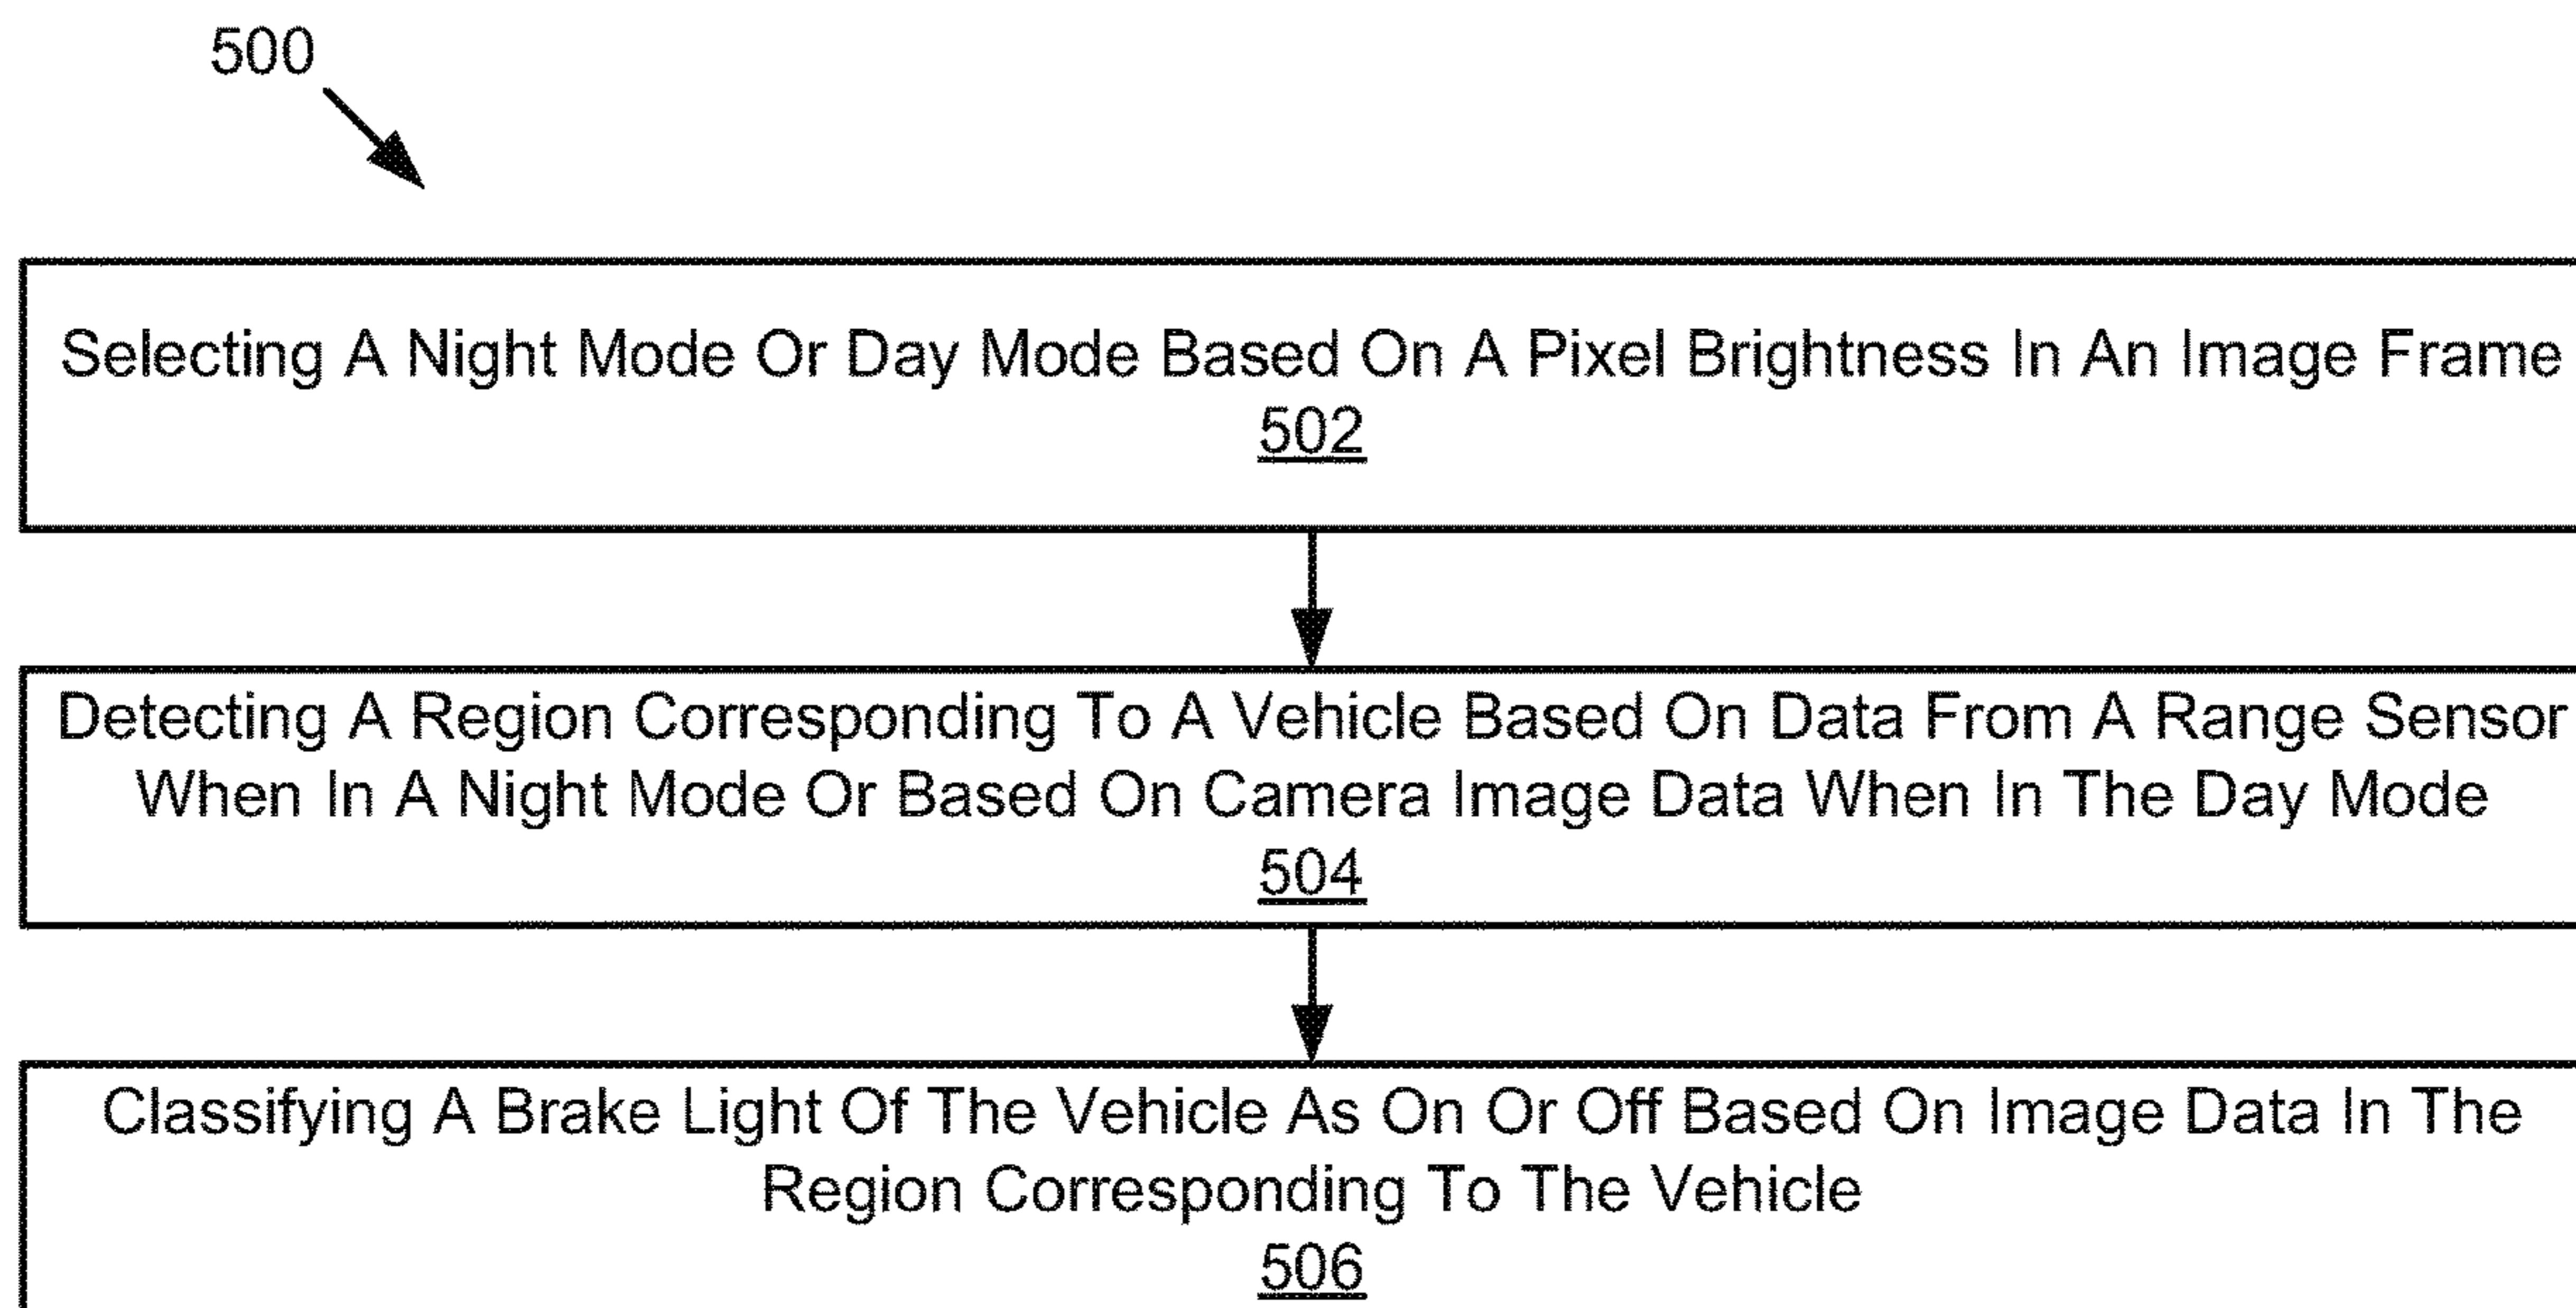 500
Selecting A Night Mode Or Day Mode Based On A Pixel Brightness In An Image Frame
502
Detecting A Region Corresponding To A Vehicle Based On Data From A Range Sensor
When In A Night Mode Or Based On Camera Image Data When In The Day Mode
504
Classifying A Brake Light Of The Vehicle As On Or Off Based On Image Data In The
Region Corresponding To The Vehicle
506